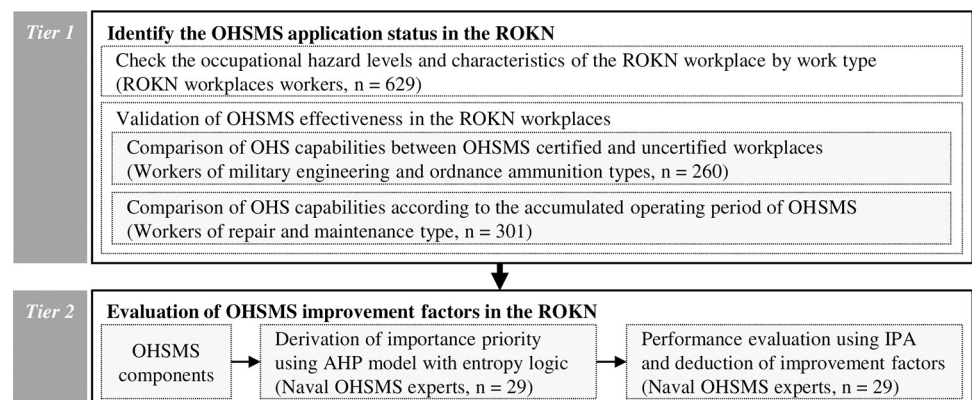 Tier 1
Identify the OHSMS application status in the ROKN
Check the occupational hazard levels and characteristics of the ROKN workplace by work type
(ROKN workplaces workers, n = 629)
Validation of OHSMS effectiveness in the ROKN workplaces
Comparison of OHS capabilities between OHSMS certified and uncertified workplaces
(Workers of military engineering and ordnance ammunition types, n = 260)
Comparison of OHS capabilities according to the accumulated operating period of OHSMS
(Workers of repair and maintenance type, n = 301)
Tier 2
Evaluation of OHSMS improvement factors in the ROKN
OHSMS
components
Derivation of importance priority
using AHP model with entropy logic
(Naval OHSMS experts, n = 29)
Performance evaluation using IPA
and deduction of improvement factors
(Naval OHSMS experts, n = 29)